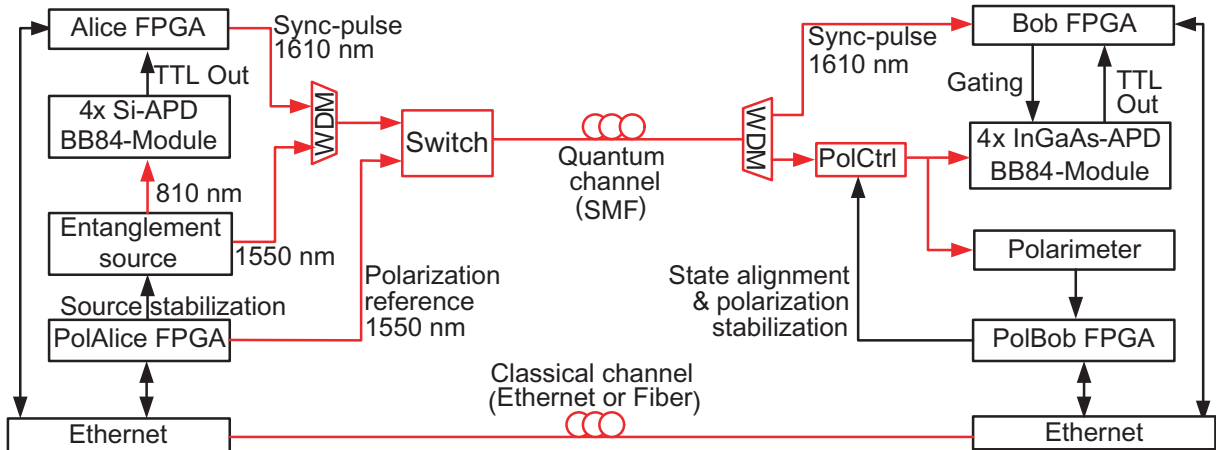 Alice FPGA
Sync-pulse
1610 nm
TTL Out
4x Si-APD
BB84-Module
WDM
Switch
810 nm
Entanglement
source
1550 nm
Source stabilization
PolAlice FPGA
Polarization
reference
1550 nm
Ethernet
Quantum
channel
(SMF)
Classical channel
(Ethernet or Fiber)
WDM
Sync-pulse
1610 nm
Bob FPGA
Gating
TTL
Out
4x InGaAs-APD
BB84-Module
PolCtrl
Polarimeter
State alignment
& polarization
stabilization
PolBob FPGA
Ethernet